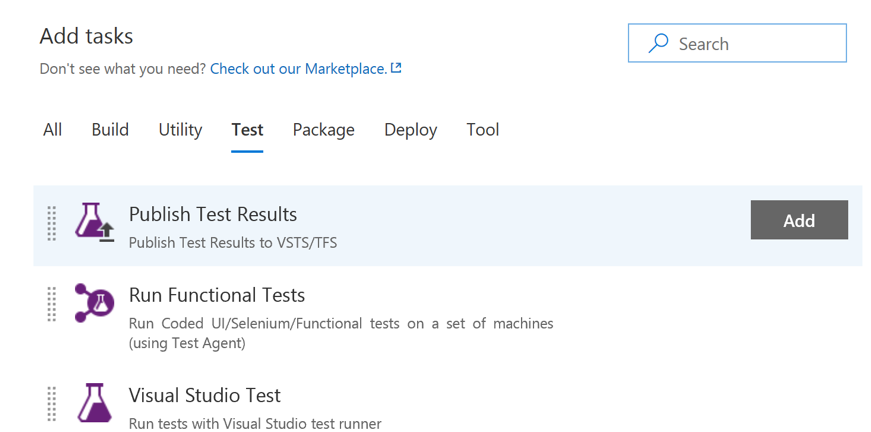 Add tasks
Search
Don't see what you need? Check out our Marketplace.
All Build Utility Test Package Deploy Tool
Publish Test Results
Add
Publish Test Results to VSTS/TFS
Run Functional Tests
Run Coded UI/Selenium/Functional tests on a set of machines
(using Test Agent)
Visual Studio Test
Run tests with Visual Studio test runner